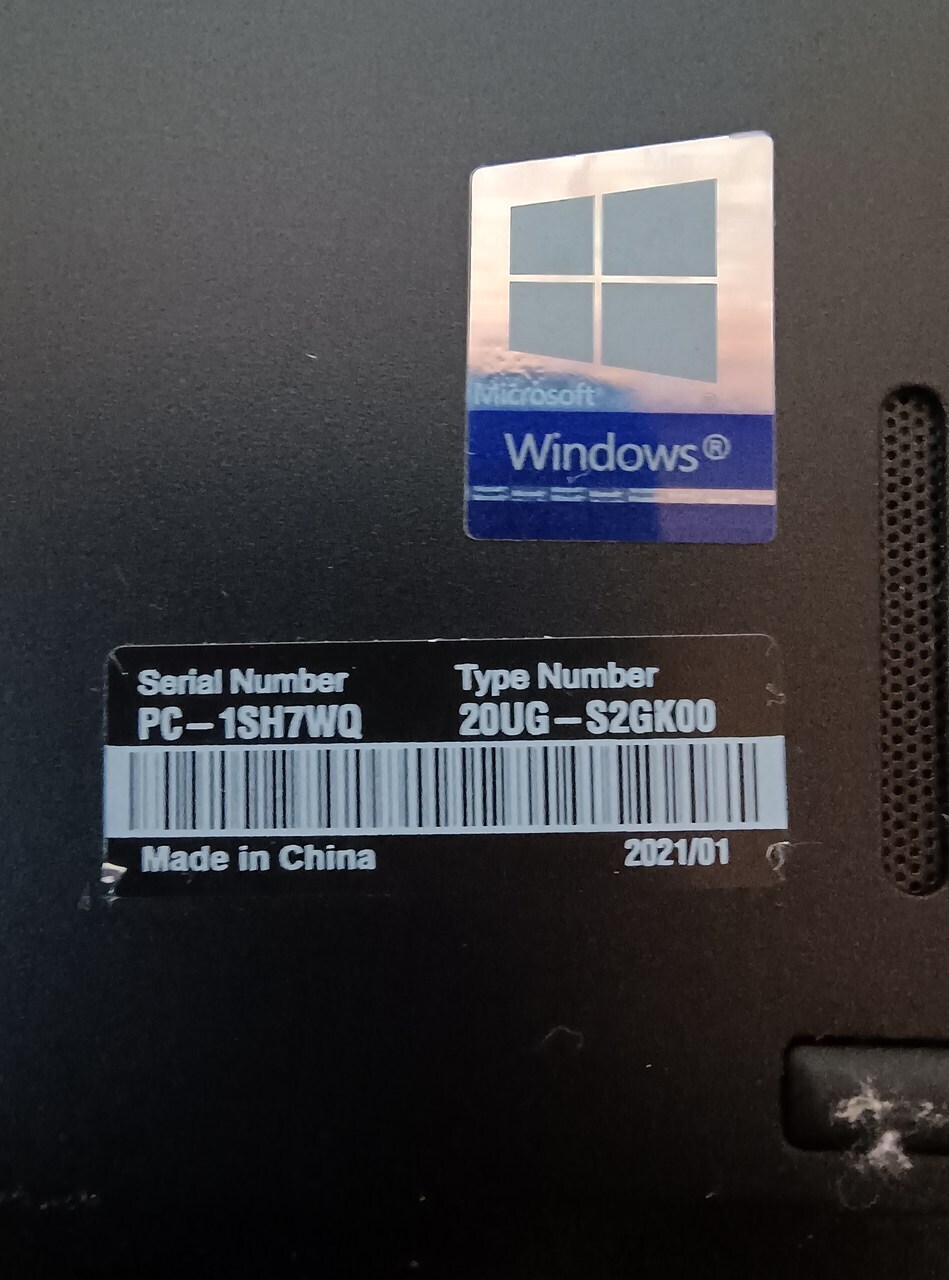 Microsoft
Windows®
Serial Number
PC-1SH7WQ
Type Number
20UG-S2GK00
Made in China
2021/01